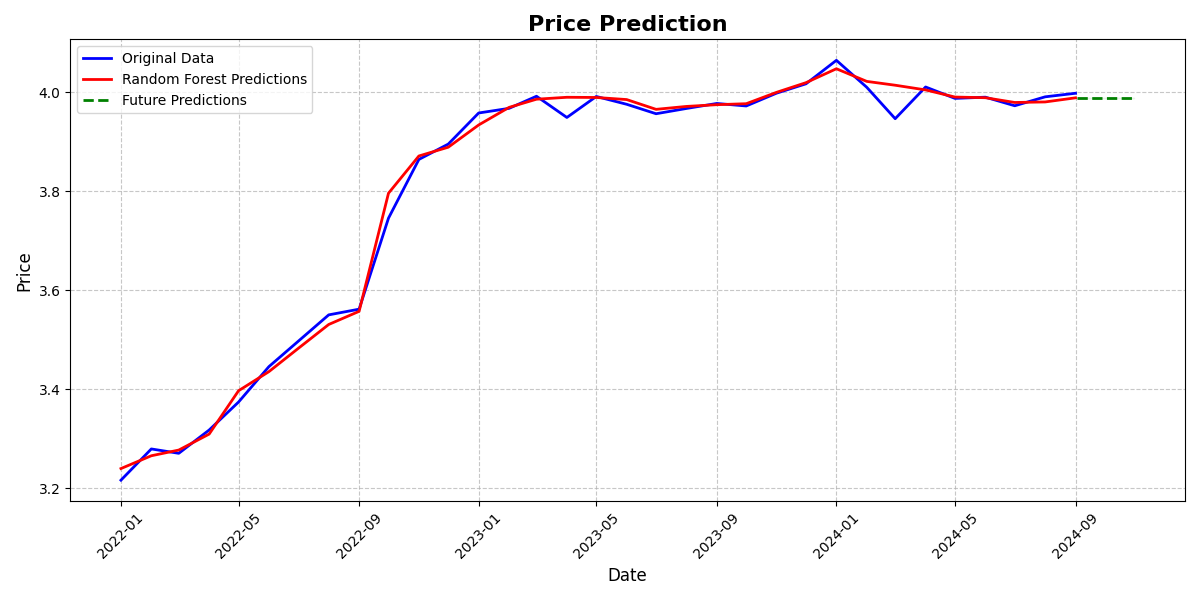 Price Prediction
Original Data
Random Forest Predictions
Future Predictions
Price
4.0
3.8
3.6
3.4
3.2
2022-01
2022-05
2022-09
2023-01
2023-05
2023-09
2024-01
2024-05
2024-09
Date